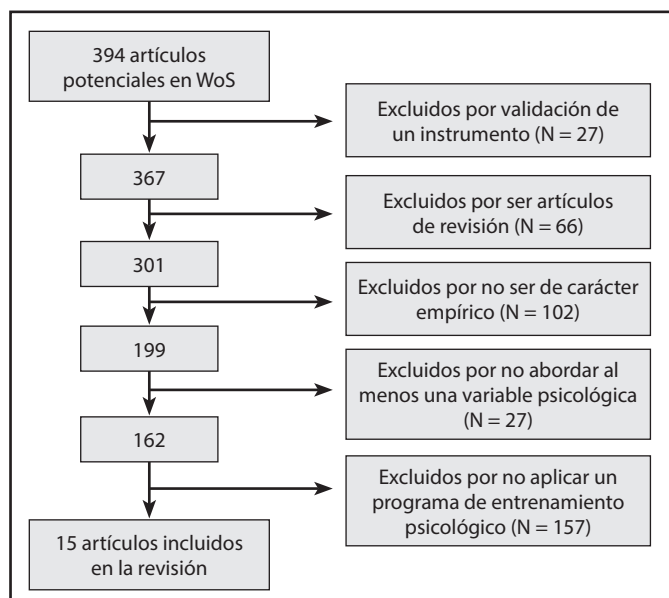 394 artículos
potenciales en WoS
Excluidos por validación de
un instrumento (N = 27)
367
Excluidos por ser artículos
de revisión (N = 66)
301
Excluidos por no ser de carácter
empírico (N = 102)
199
Excluidos por no abordar al
menos una variable psicológica
(N = 27)
162
Excluidos por no aplicar un
programa de entrenamiento
psicológico (N = 157)
15 artículos incluidos
en la revisión